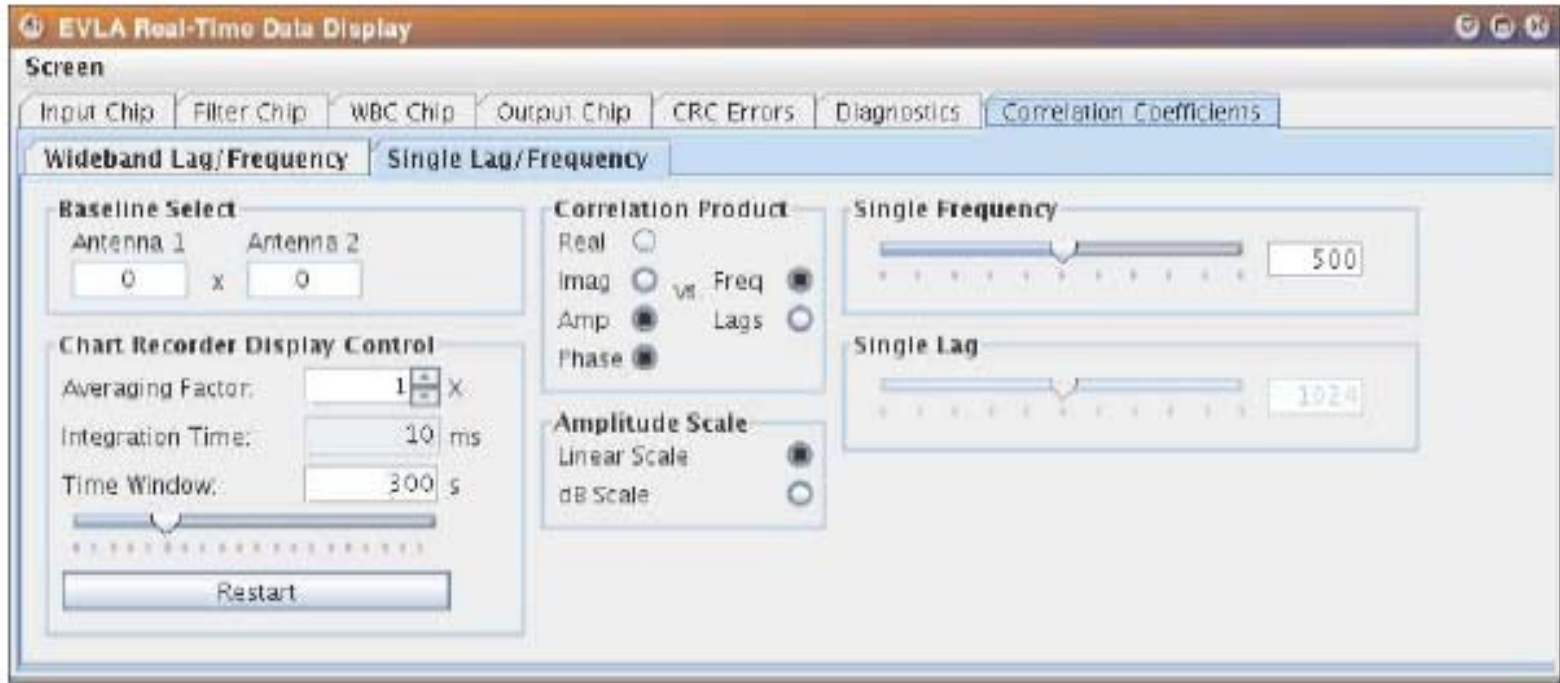 EVLA Real-Time Data Display
Screen
Input Chip
Filter Chip
WBC Chip
Output Chip
CRC Errors
Diagnostics
Correlation Coefficients
Wideband Lag/Frequency
Single Lag/Frequency
Baseline Select
Antenna 1
Antenna 2
0 x 0
Chart Recorder Display Control
Averaging Factor: 1 X
Integration Time: 10 ms
Time Window: 300 s
Restart
Correlation Product
Real
Imag
Amp
Phase
vs
Freq
Lags
Amplitude Scale
Linear Scale
dB Scale
Single Frequency
500
Single Lag
1024